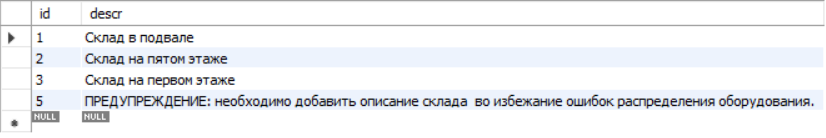 id descr
1 Склад в подвале
2 Склад на пятом этаже
3 Склад на первом этаже
5 ПРЕДУПРЕЖДЕНИЕ: необходимо добавить описание склада  во избежание ошибок распределения оборудования.
NULL NULL